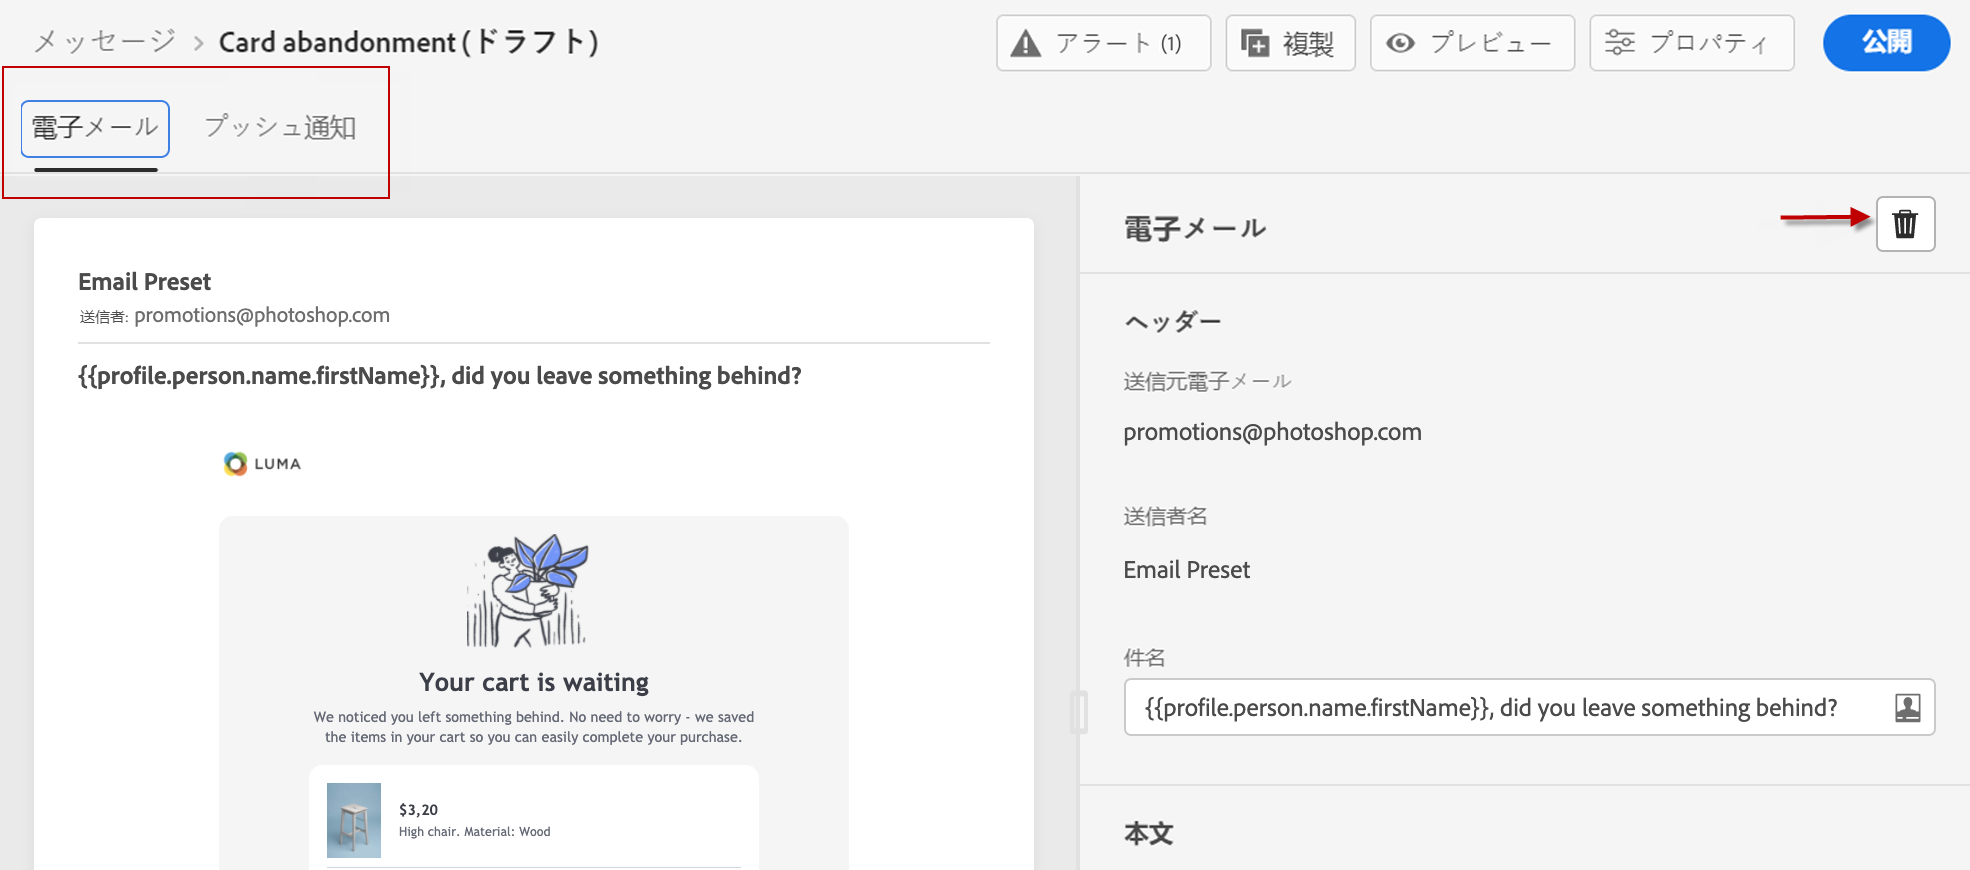 メッセージ > Card abandonment (ドラフト)
アラート (1)
複製
プレビュー
プロパティ
公開
電子メール
プッシュ通知
Email Preset
送信者: promotions@photoshop.com
{{profile.person.name.firstName}}, did you leave something behind?
LUMA
Your cart is waiting
We noticed you left something behind. No need to worry - we saved
the items in your cart so you can easily complete your purchase.
$3,20
High chair. Material: Wood
電子メール
ヘッダー
送信元電子メール
promotions@photoshop.com
送信者名
Email Preset
件名
{{profile.person.name.firstName}}, did you leave something behind?
本文